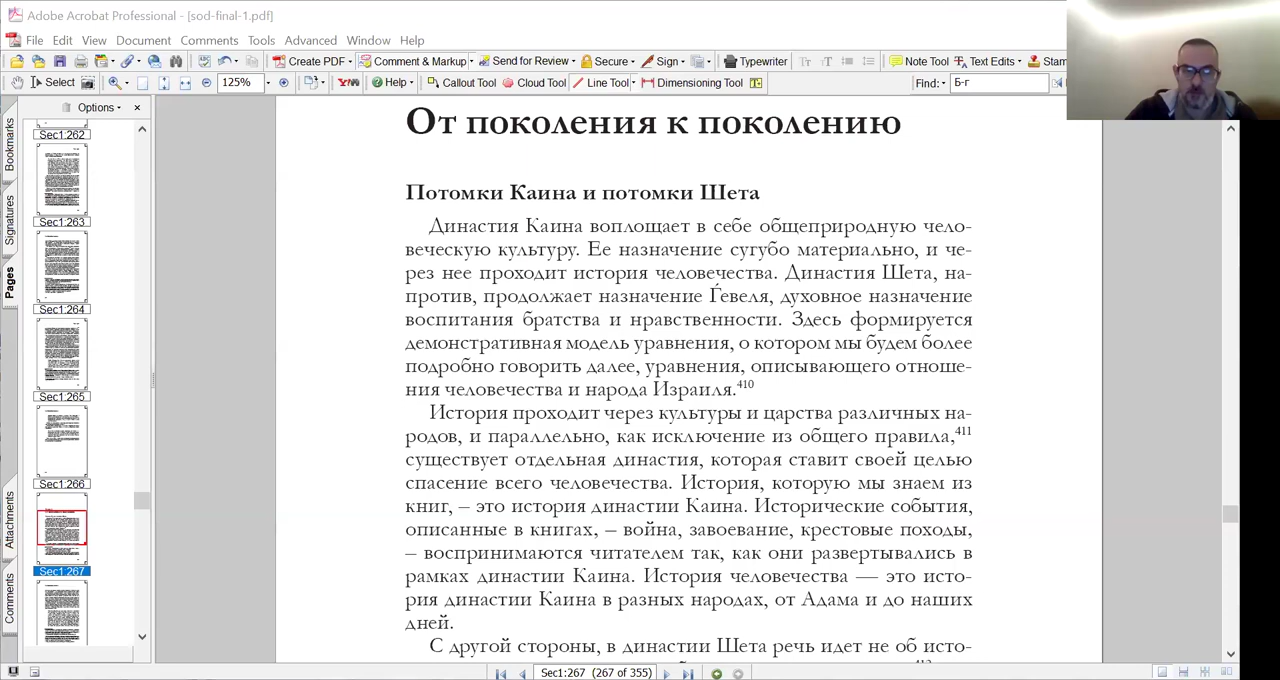 Adobe Acrobat Professional - [sod-final-1.pdf]
File Edit View Document Comments Tools Advanced Window Help
Create PDF Comment & Markup Send for Review Secure Sign Typewriter Note Tool Text Edits Stam
Select 125% Help Callout Tool Cloud Tool Line Tool Dimensioning Tool Find: Б-г
Options
Bookmarks
Signatures
Pages
Attachments
Comments
Sec1:262
Sec1:263
Sec1:264
Sec1:265
Sec1:266
Sec1:267
От поколения к поколению
Потомки Каина и потомки Шета
Династия Каина воплощает в себе общеприродную чело-
веческую культуру. Ее назначение сугубо материально, и че-
рез нее проходит история человечества. Династия Шета, на-
против, продолжает назначение Ѓевеля, духовное назначение
воспитания братства и нравственности. Здесь формируется
демонстративная модель уравнения, о котором мы будем более
подробно говорить далее, уравнения, описывающего отноше-
ния человечества и народа Израиля.410
История проходит через культуры и царства различных на-
родов, и параллельно, как исключение из общего правила,411
существует отдельная династия, которая ставит своей целью
спасение всего человечества. История, которую мы знаем из
книг, – это история династии Каина. Исторические события,
описанные в книгах, – война, завоевание, крестовые походы,
– воспринимаются читателем так, как они развертывались в
рамках династии Каина. История человечества — это исто-
рия династии Каина в разных народах, от Адама и до наших
дней.
С другой стороны, в династии Шета речь идет не об исто-
Sec1:267 (267 of 355)